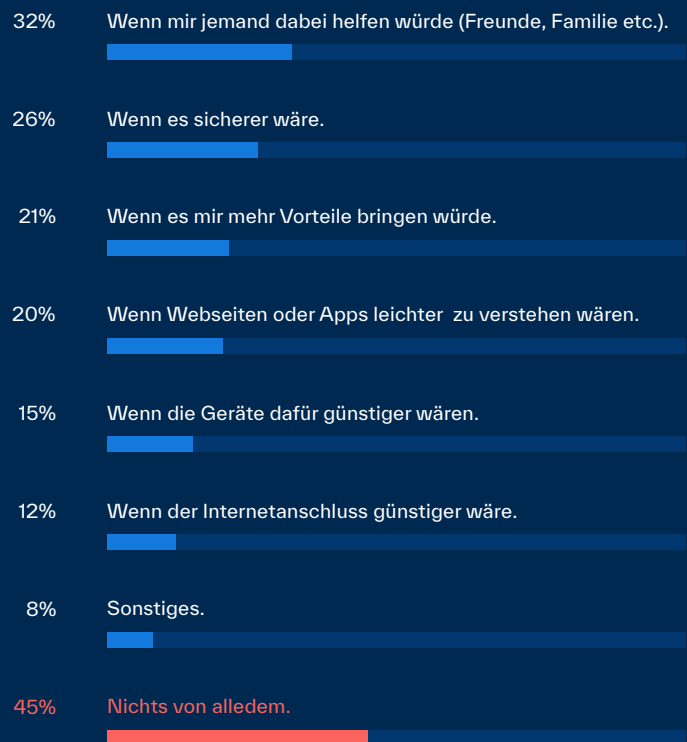 32% Wenn mir jemand dabei helfen würde (Freunde, Familie etc.).
26% Wenn es sicherer wäre.
21% Wenn es mir mehr Vorteile bringen würde.
20% Wenn Webseiten oder Apps leichter  zu verstehen wären.
15% Wenn die Geräte dafür günstiger wären.
12% Wenn der Internetanschluss günstiger wäre.
8% Sonstiges.
45% Nichts von alledem.